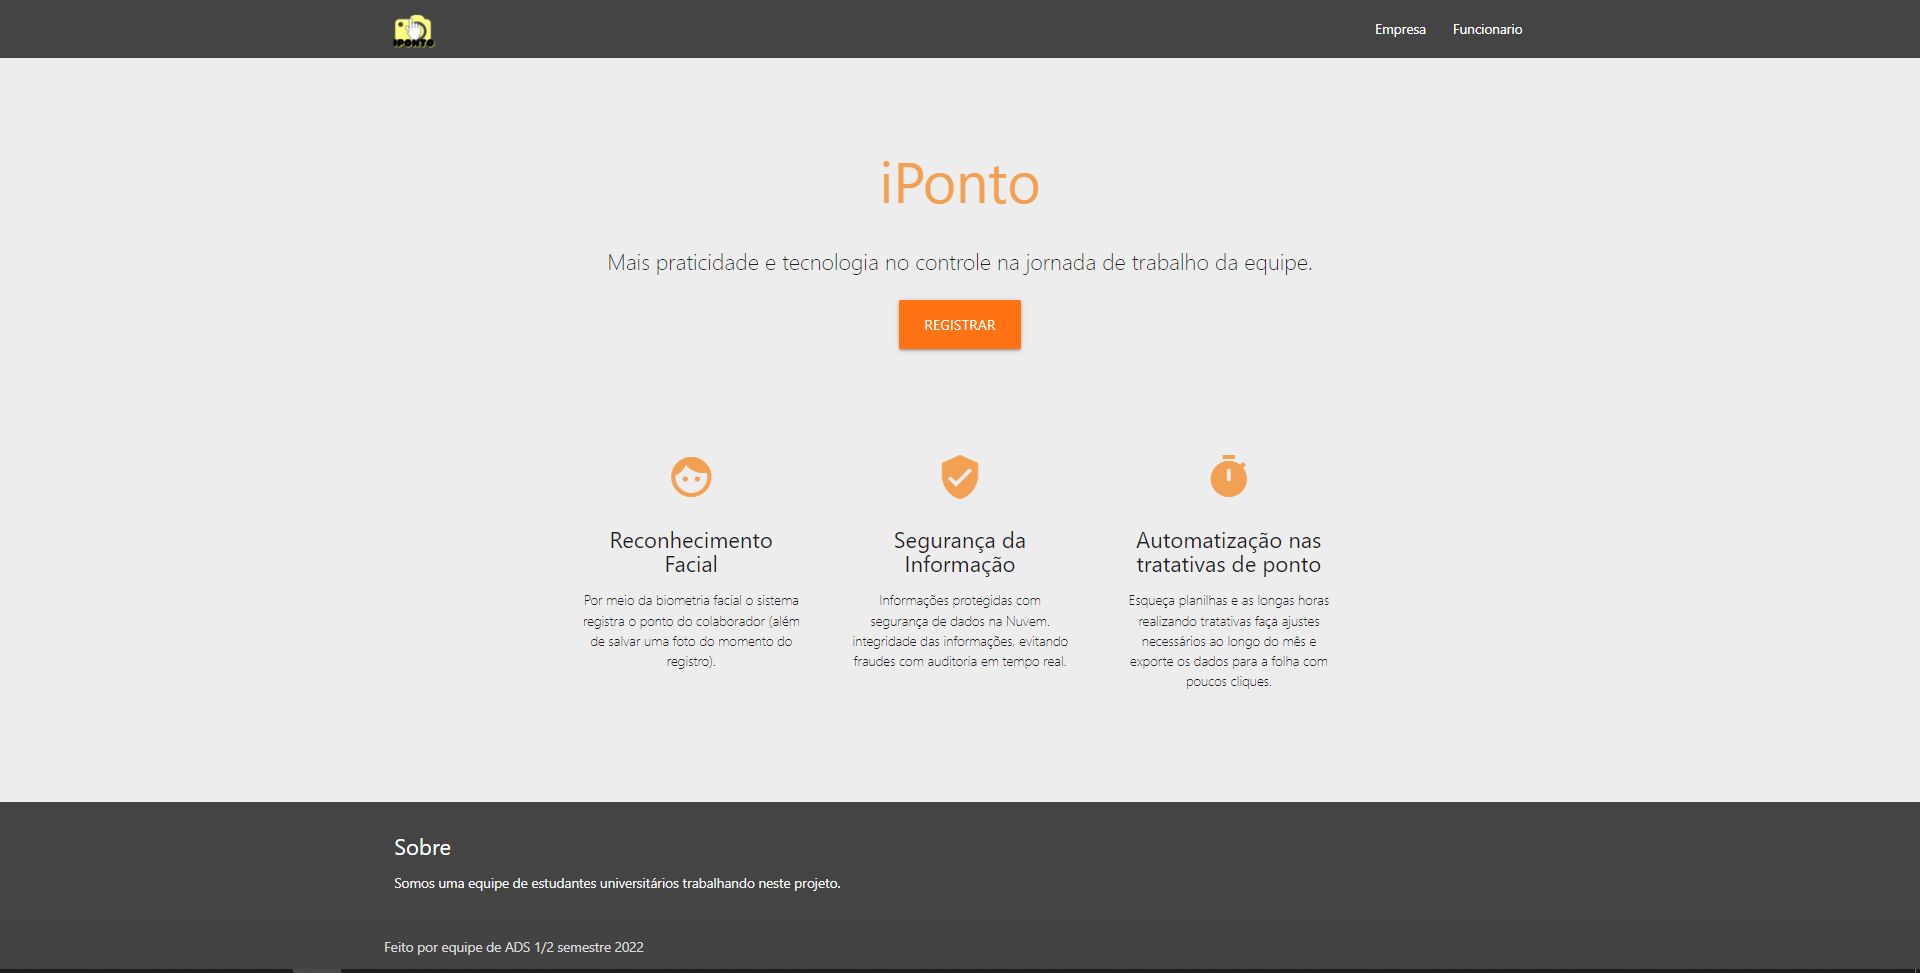 IPONTO
Empresa Funcionario
iPonto
Mais praticidade e tecnologia no controle na jornada de trabalho da equipe.
REGISTRAR
Reconhecimento
Facial
Por meio da biometria facial o sistema
registra o ponto do colaborador (além
de salvar uma foto do momento do
registro).
Segurança da
Informação
Informações protegidas com
segurança de dados na Nuvem.
integridade das informações, evitando
fraudes com auditoria em tempo real.
Automatização nas
tratativas de ponto
Esqueça planilhas e as longas horas
realizando tratativas faça ajustes
necessários ao longo do mês e
exporte os dados para a folha com
poucos cliques.
Sobre
Somos uma equipe de estudantes universitários trabalhando neste projeto.
Feito por equipe de ADS 1/2 semestre 2022